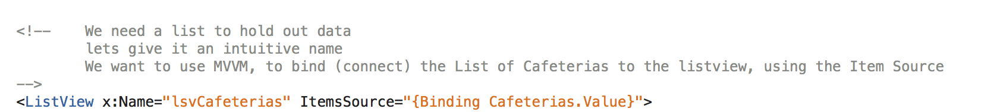 <!-- We need a list to hold out data
lets give it an intuitive name
We want to use MVVM, to bind (connect) the List of Cafeterias to the listview, using the Item Source
-->
<ListView x:Name="lsvCafeterias" ItemsSource="{Binding Cafeterias.Value}">